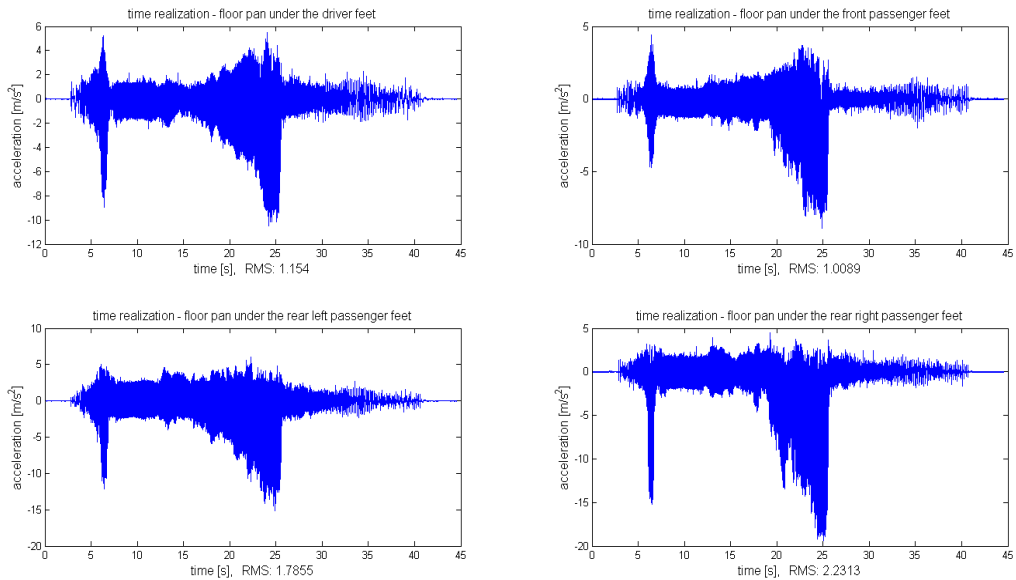 time realization - floor pan under the driver feet
6
4
2
0
-2
-4
-6
-8
-10
-12
acceleration [m/s²]
0 5 10 15 20 25 30 35 40 45
time [s], RMS: 1.154
time realization - floor pan under the front passenger feet
5
0
-5
-10
acceleration [m/s²]
0 5 10 15 20 25 30 35 40 45
time [s], RMS: 1.0089
time realization - floor pan under the rear left passenger feet
10
5
0
-5
-10
-15
-20
acceleration [m/s²]
0 5 10 15 20 25 30 35 40 45
time [s], RMS: 1.7855
time realization - floor pan under the rear right passenger feet
5
0
-5
-10
-15
-20
acceleration [m/s²]
0 5 10 15 20 25 30 35 40 45
time [s], RMS: 2.2313